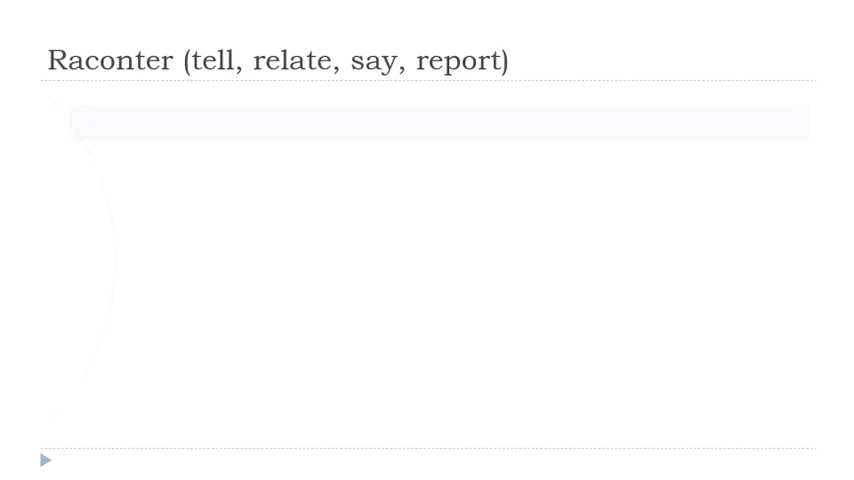 Raconter (tell, relate, say, report)